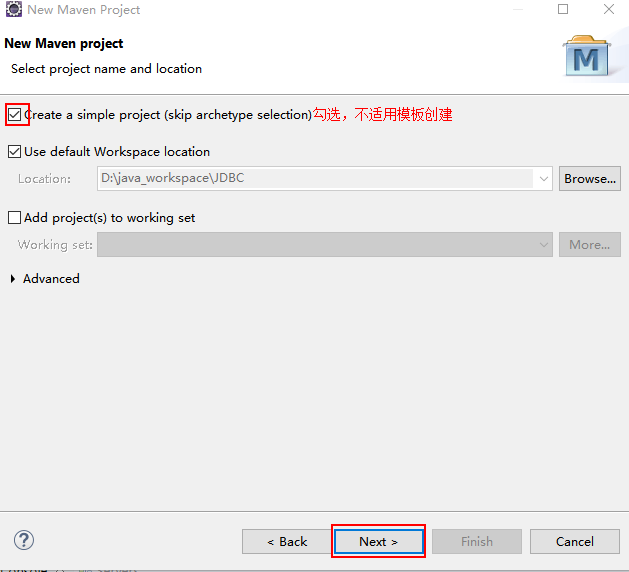 New Maven Project
New Maven project
Select project name and location
M
Create a simple project (skip archetype selection)勾选，不适用模板创建
Use default Workspace location
Location: D:\java_workspace\JDBC Browse...
Add project(s) to working set
Working set: More...
Advanced
? < Back Next > Finish Cancel